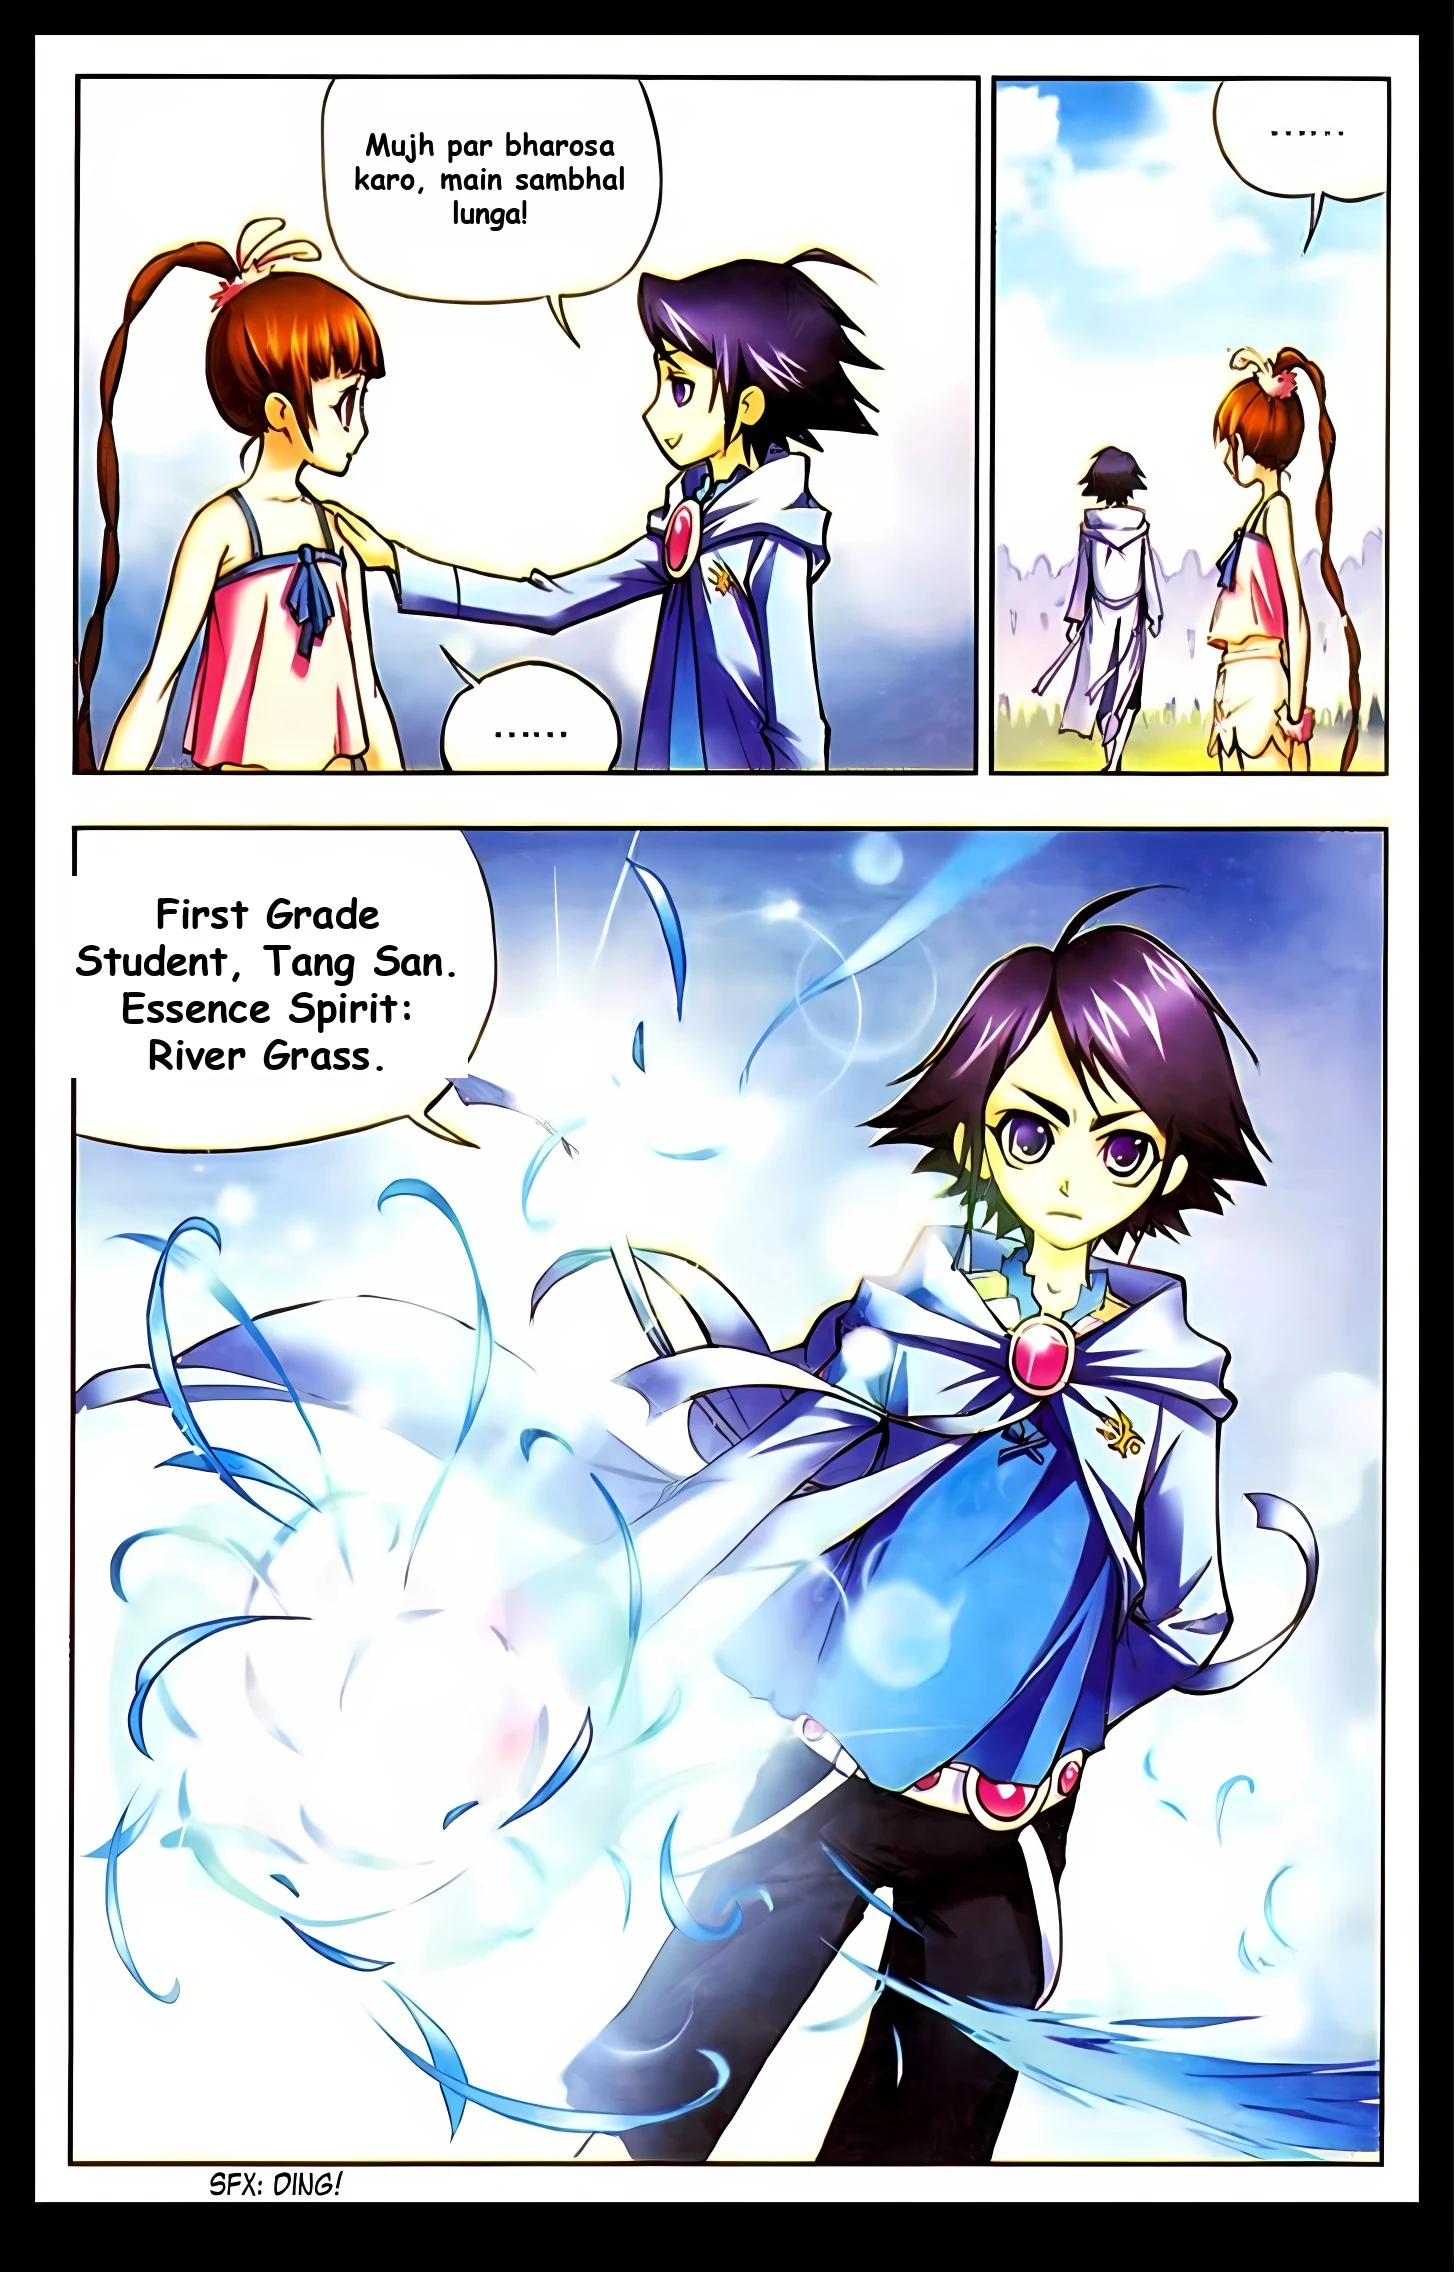 Mujh par bharosa
karo, main sambhal
lunga!
......
......
First Grade
Student, Tang San.
Essence Spirit:
River Grass.
SFX: DING!